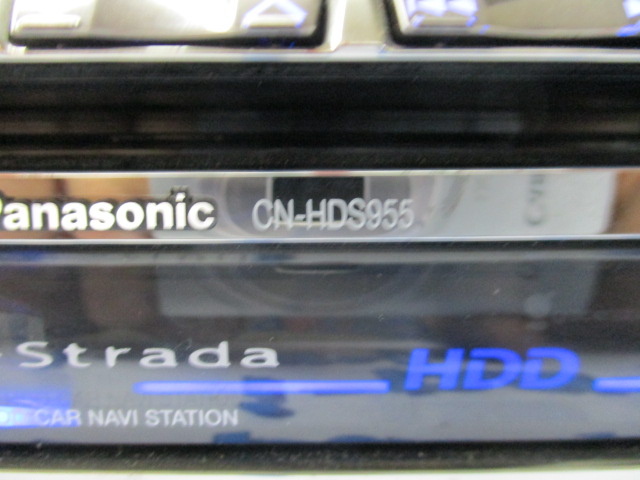 Panasonic CN-HDS955
Strada HDD
CAR NAVI STATION